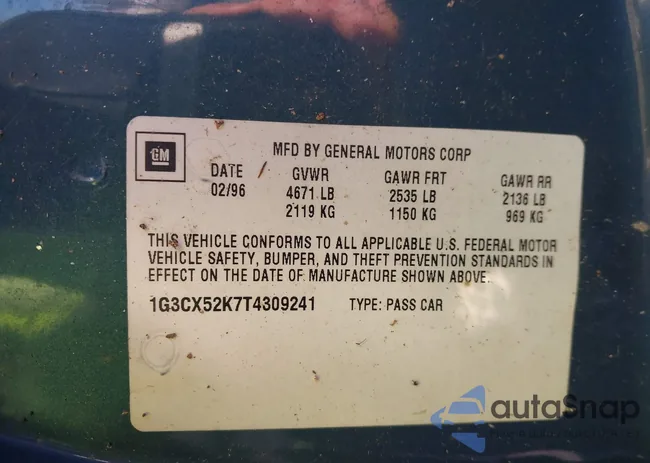 GM
MFD BY GENERAL MOTORS CORP
DATE GVWR GAWR FRT GAWR RR
02/96 4671 LB 2535 LB 2136 LB
2119 KG 1150 KG 969 KG
THIS VEHICLE CONFORMS TO ALL APPLICABLE U.S. FEDERAL MOTOR
VEHICLE SAFETY, BUMPER, AND THEFT PREVENTION STANDARDS IN
EFFECT ON THE DATE OF MANUFACTURE SHOWN ABOVE.
1G3CX52K7T4309241 TYPE: PASS CAR
autoSnap